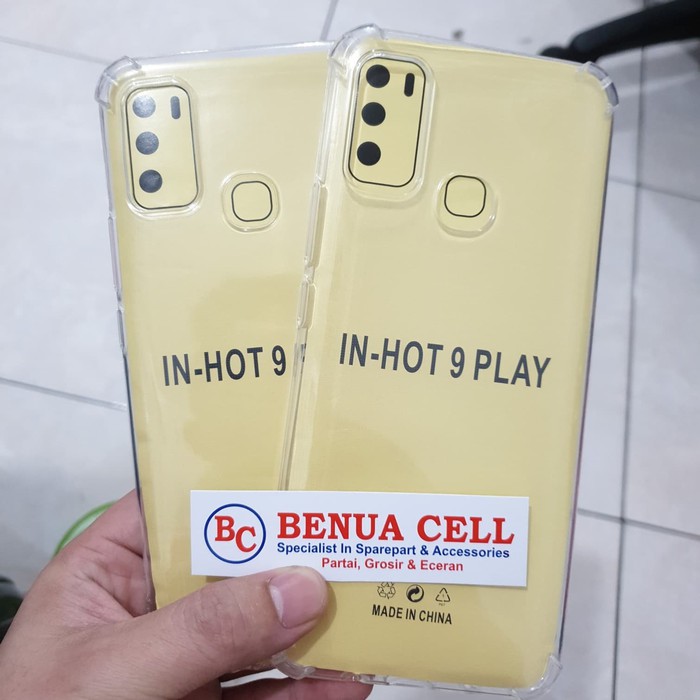 IN-HOT 9 P
IN-HOT 9 PLAY
BC BENUA CELL
Specialist In Sparepart & Accessories
Partai, Grosir & Eceran
MADE IN CHINA